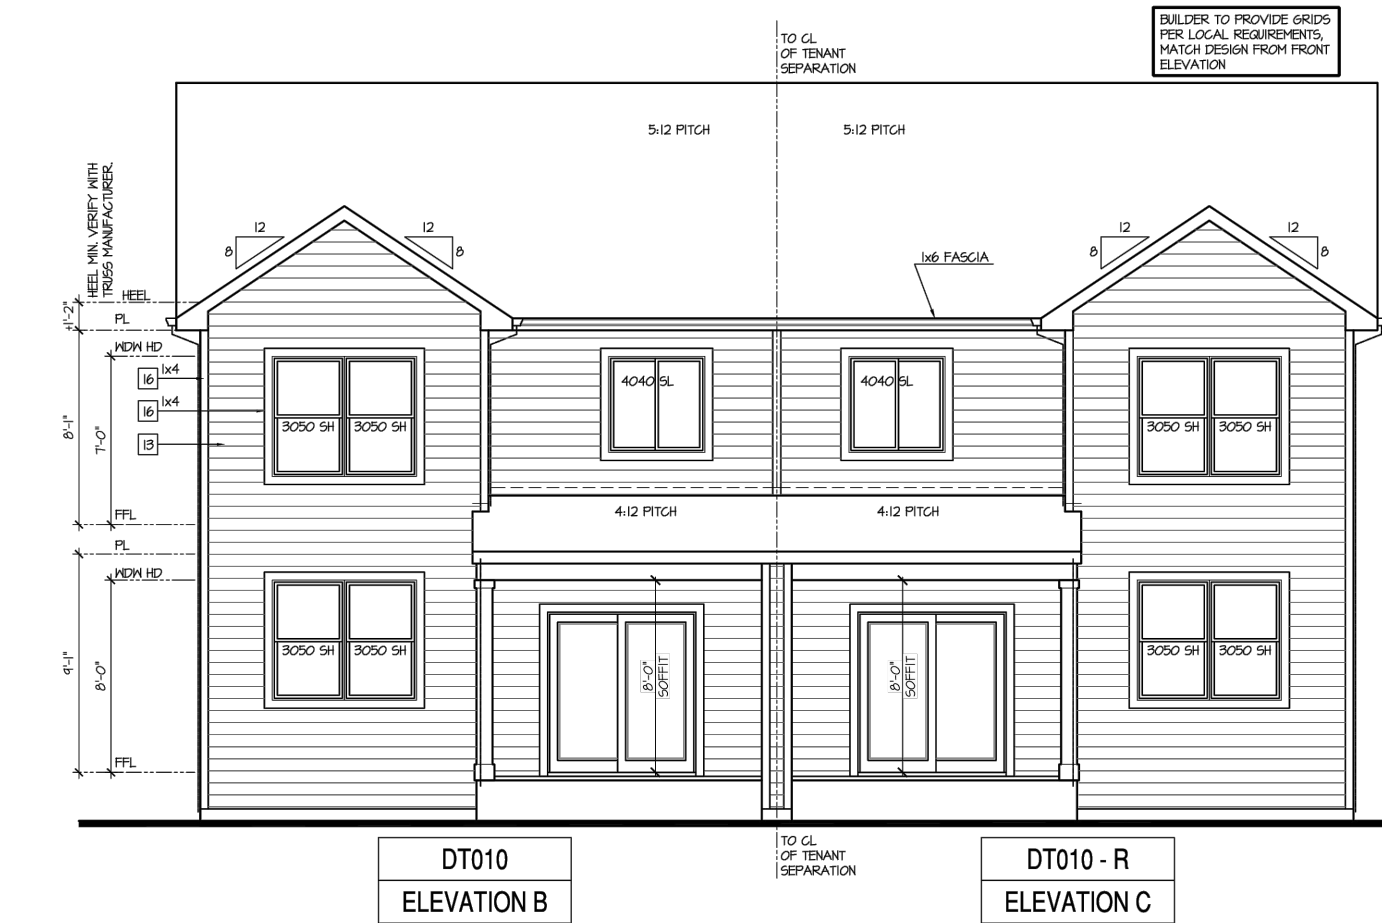 BUILDER TO PROVIDE GRIDS
PER LOCAL REQUIREMENTS,
MATCH DESIGN FROM FRONT
ELEVATION
TO CL
OF TENANT
SEPARATION
5:12 PITCH
5:12 PITCH
HEEL MIN. VERIFY WITH
TRUSS MANUFACTURER.
12
8
12
8
12
8
12
8
1x6 FASCIA
HEEL
+1'-2"
PL
WDW HD
16
1x4
16
1x4
13
8'-1"
7'-0"
4040 SL
4040 SL
3050 SH
3050 SH
3050 SH
3050 SH
FFL
4:12 PITCH
4:12 PITCH
PL
WDW HD
9'-1"
8'-0"
3050 SH
3050 SH
8'-0"
SOFFIT
8'-0"
SOFFIT
3050 SH
3050 SH
FFL
TO CL
OF TENANT
SEPARATION
DT010
ELEVATION B
DT010 - R
ELEVATION C